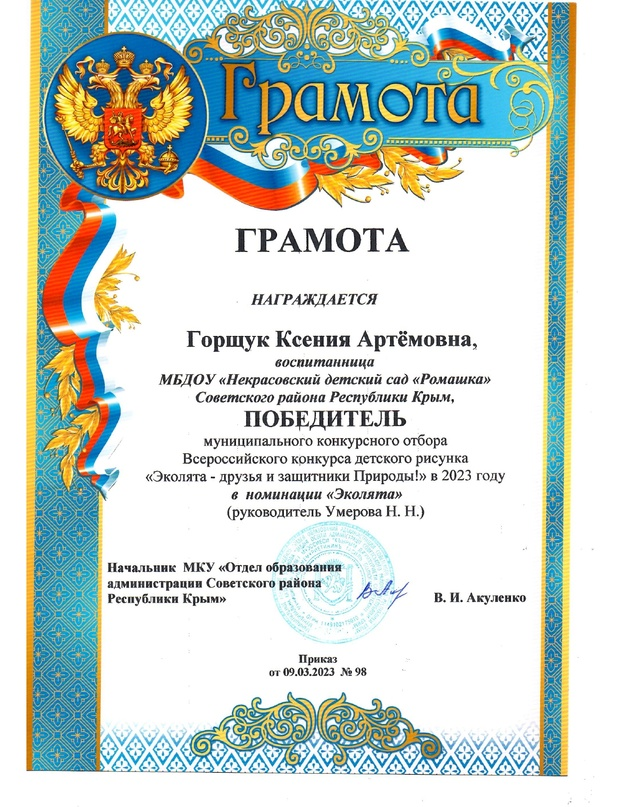 Грамота
ГРАМОТА
НАГРАЖДАЕТСЯ
Горщук Ксения Артёмовна,
воспитанница
МБДОУ «Некрасовский детский сад «Ромашка»
Советского района Республики Крым,
ПОБЕДИТЕЛЬ
муниципального конкурсного отбора
Всероссийского конкурса детского рисунка
«Эколята - друзья и защитники Природы!» в 2023 году
в номинации «Эколята»
(руководитель Умерова Н. Н.)
Начальник МКУ «Отдел образования
администрации Советского района
Республики Крым»
В. И. Акуленко
Приказ
от 09.03.2023 № 98